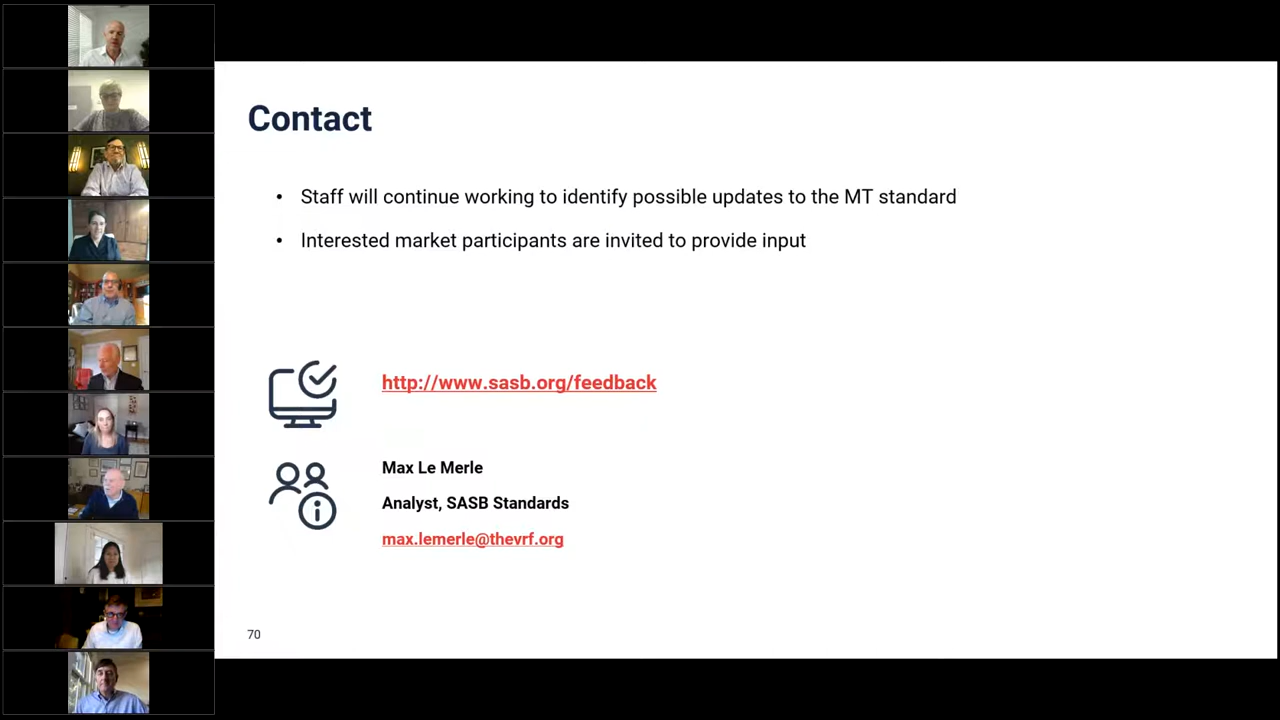 Contact
• Staff will continue working to identify possible updates to the MT standard
• Interested market participants are invited to provide input
http://www.sasb.org/feedback
Max Le Merle
Analyst, SASB Standards
max.lemerle@thevrf.org
70